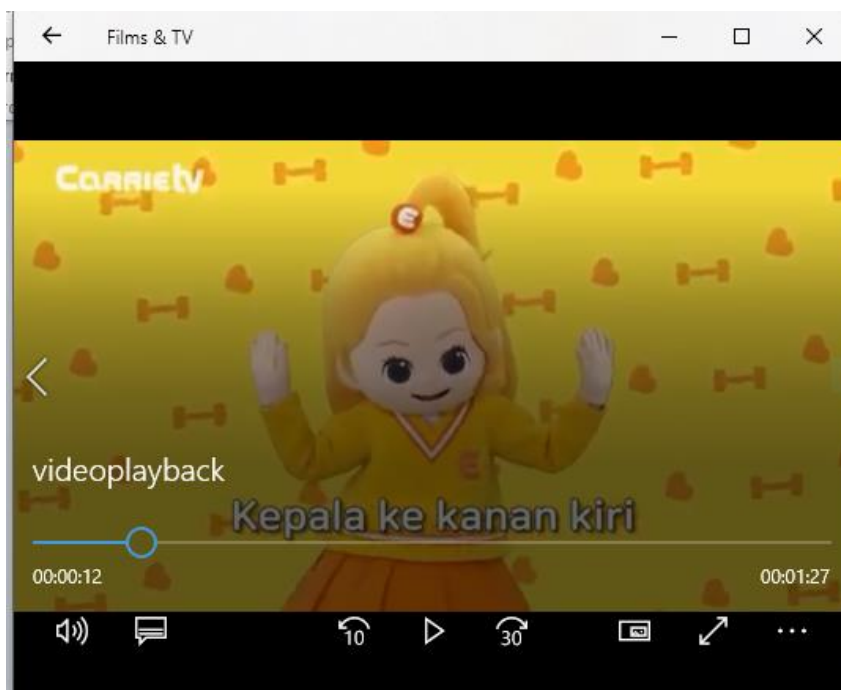 Films & TV
CARRIEtv
E
E
videoplayback
Kepala ke kanan kiri
00:00:12
00:01:27
10
30